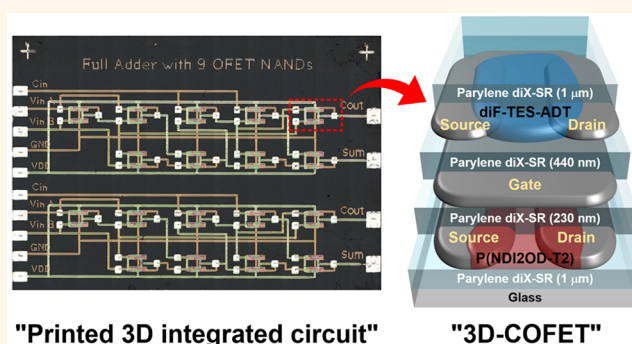 Full Adder with 9 OFET NANDs
Cin
Vin A
Vin B
GND
VDD
Cout
Sum
Cin
Vin A
Vin B
GND
VDD
Cout
Sum
Parylene diX-SR (1 μm)
diF-TES-ADT
Source
Drain
Parylene diX-SR (440 nm)
Gate
Parylene diX-SR (230 nm)
Source
Drain
P(NDI2OD-T2)
Parylene diX-SR (1 μm)
Glass
"Printed 3D integrated circuit"
"3D-COFET"